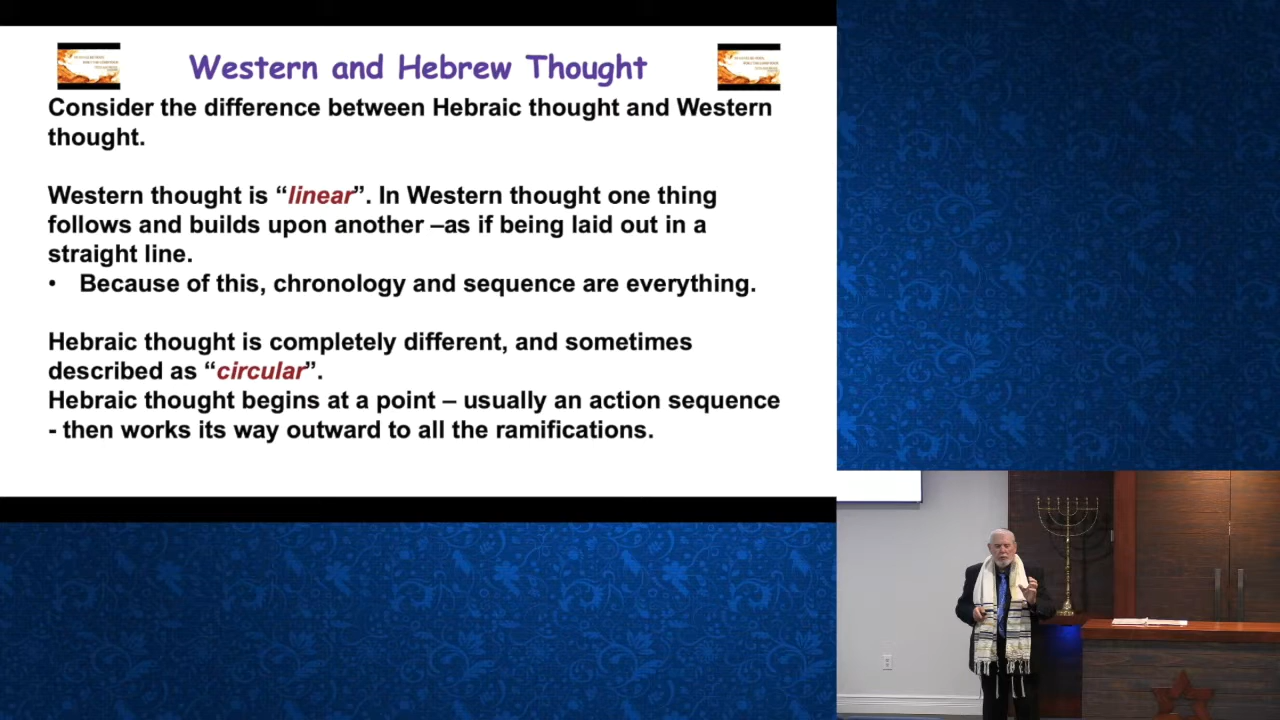 Western and Hebrew Thought
Consider the difference between Hebraic thought and Western
thought.
Western thought is “linear”. In Western thought one thing
follows and builds upon another –as if being laid out in a
straight line.
• Because of this, chronology and sequence are everything.
Hebraic thought is completely different, and sometimes
described as “circular”.
Hebraic thought begins at a point – usually an action sequence
- then works its way outward to all the ramifications.